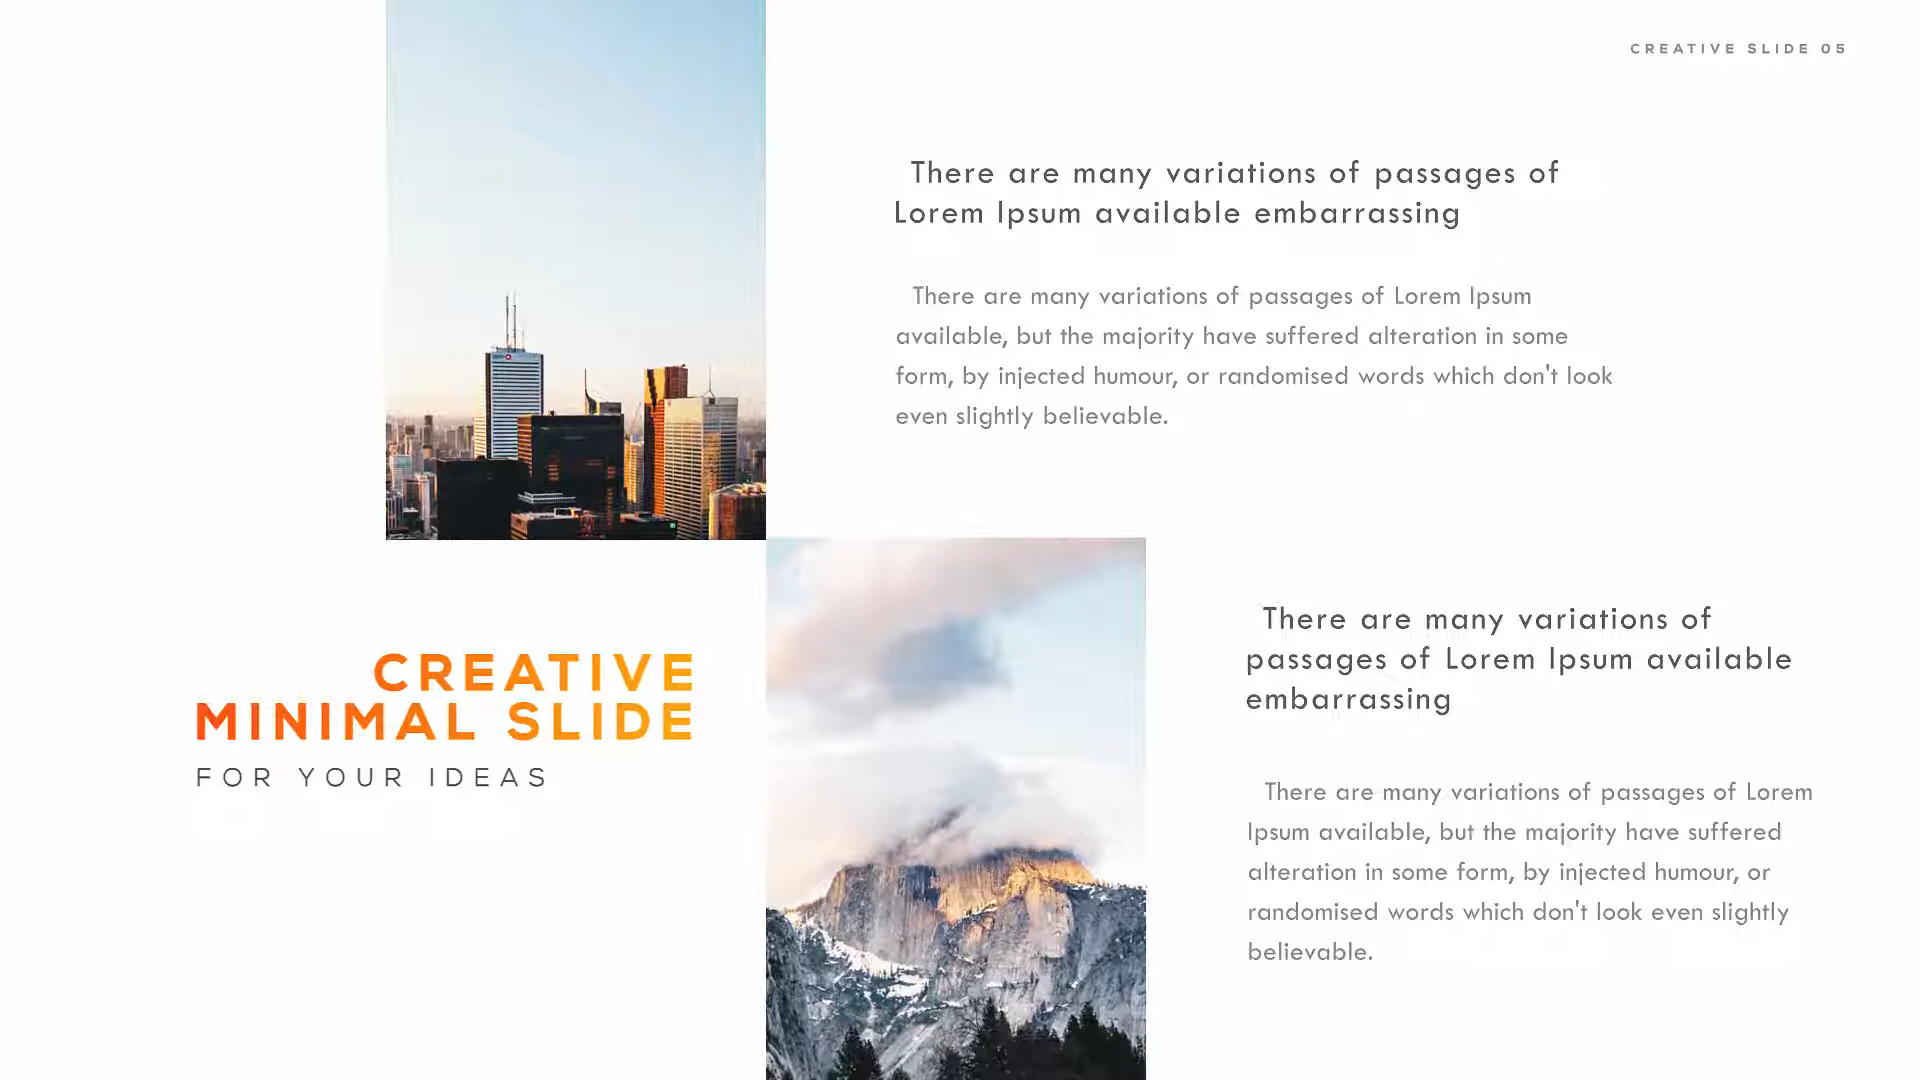 CREATIVE SLIDE 05
There are many variations of passages of
Lorem Ipsum available embarrassing
There are many variations of passages of Lorem Ipsum
available, but the majority have suffered alteration in some
form, by injected humour, or randomised words which don't look
even slightly believable.
CREATIVE
MINIMAL SLIDE
FOR YOUR IDEAS
There are many variations of
passages of Lorem Ipsum available
embarrassing
There are many variations of passages of Lorem
Ipsum available, but the majority have suffered
alteration in some form, by injected humour, or
randomised words which don't look even slightly
believable.